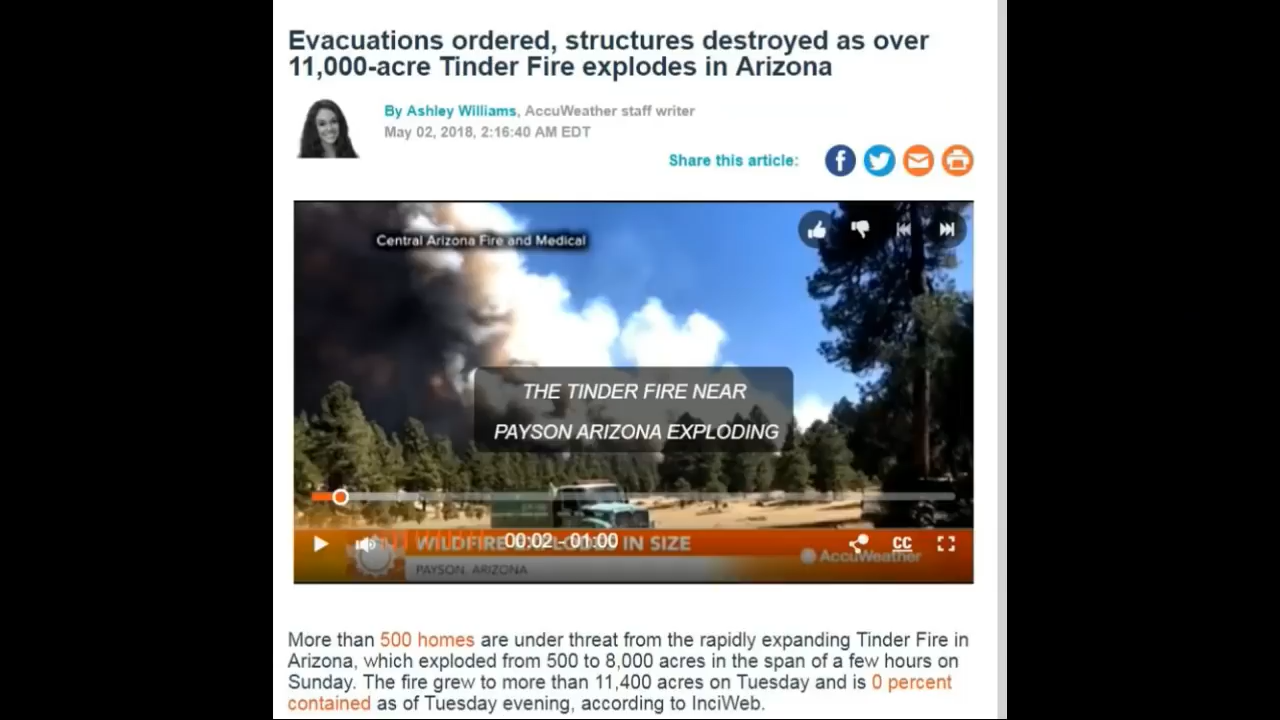 Evacuations ordered, structures destroyed as over
11,000-acre Tinder Fire explodes in Arizona
By Ashley Williams, AccuWeather staff writer
May 02, 2018, 2:16:40 AM EDT
Share this article:
Central Arizona Fire and Medical
THE TINDER FIRE NEAR
PAYSON ARIZONA EXPLODING
00:02 - 01:00
CC
WILDFIRE EXPLODES IN SIZE
AccuWeather
PAYSON, ARIZONA
More than 500 homes are under threat from the rapidly expanding Tinder Fire in
Arizona, which exploded from 500 to 8,000 acres in the span of a few hours on
Sunday. The fire grew to more than 11,400 acres on Tuesday and is 0 percent
contained as of Tuesday evening, according to InciWeb.